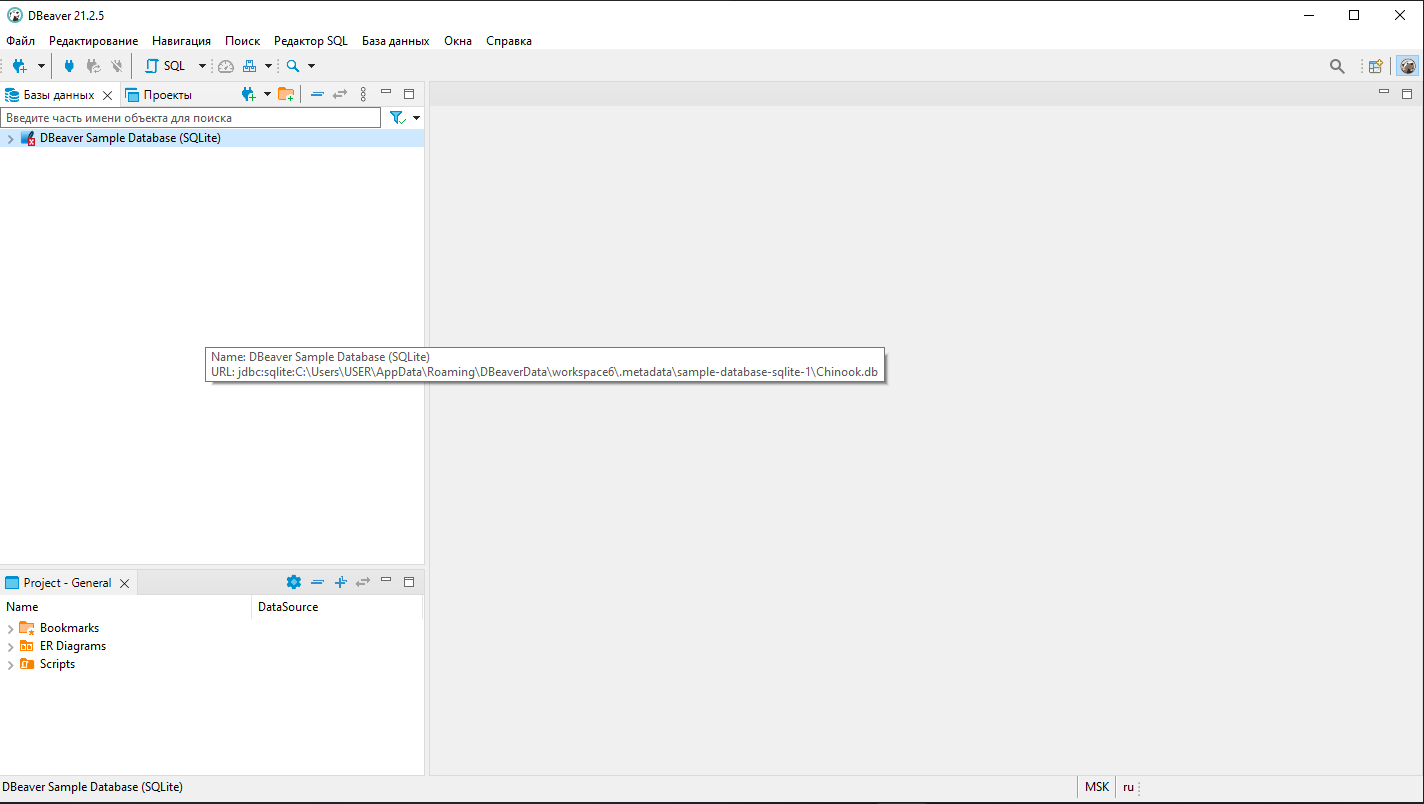 DBeaver 21.2.5
Файл Редактирование Навигация Поиск Редактор SQL База данных Окна Справка
SQL
Базы данных Проекты
Введите часть имени объекта для поиска
DBeaver Sample Database (SQLite)
Name: DBeaver Sample Database (SQLite)
URL: jdbc:sqlite:C:\Users\USER\AppData\Roaming\DBeaverData\workspace6\.metadata\sample-database-sqlite-1\Chinook.db
Project - General
Name DataSource
Bookmarks
ER Diagrams
Scripts
DBeaver Sample Database (SQLite) MSK ru